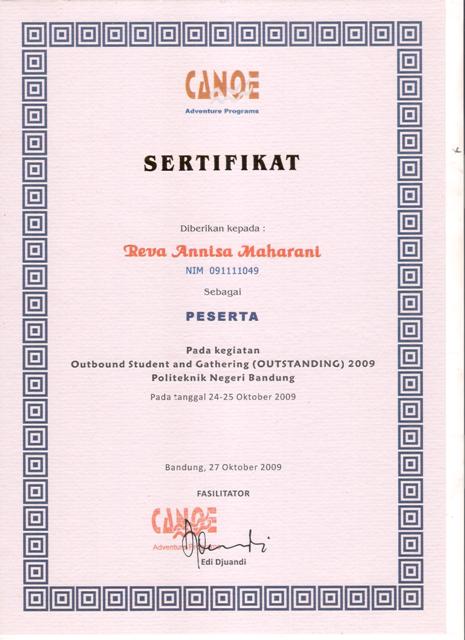 CANOE
Adventure Programs
SERTIFIKAT
Diberikan kepada :
Reva Annisa Maharani
NIM 091111049
Sebagai
PESERTA
Pada kegiatan
Outbound Student and Gathering (OUTSTANDING) 2009
Politeknik Negeri Bandung
Pada tanggal 24-25 Oktober 2009
Bandung, 27 Oktober 2009
FASILITATOR
CANOE
Adventure Programs
Edi Djuandi